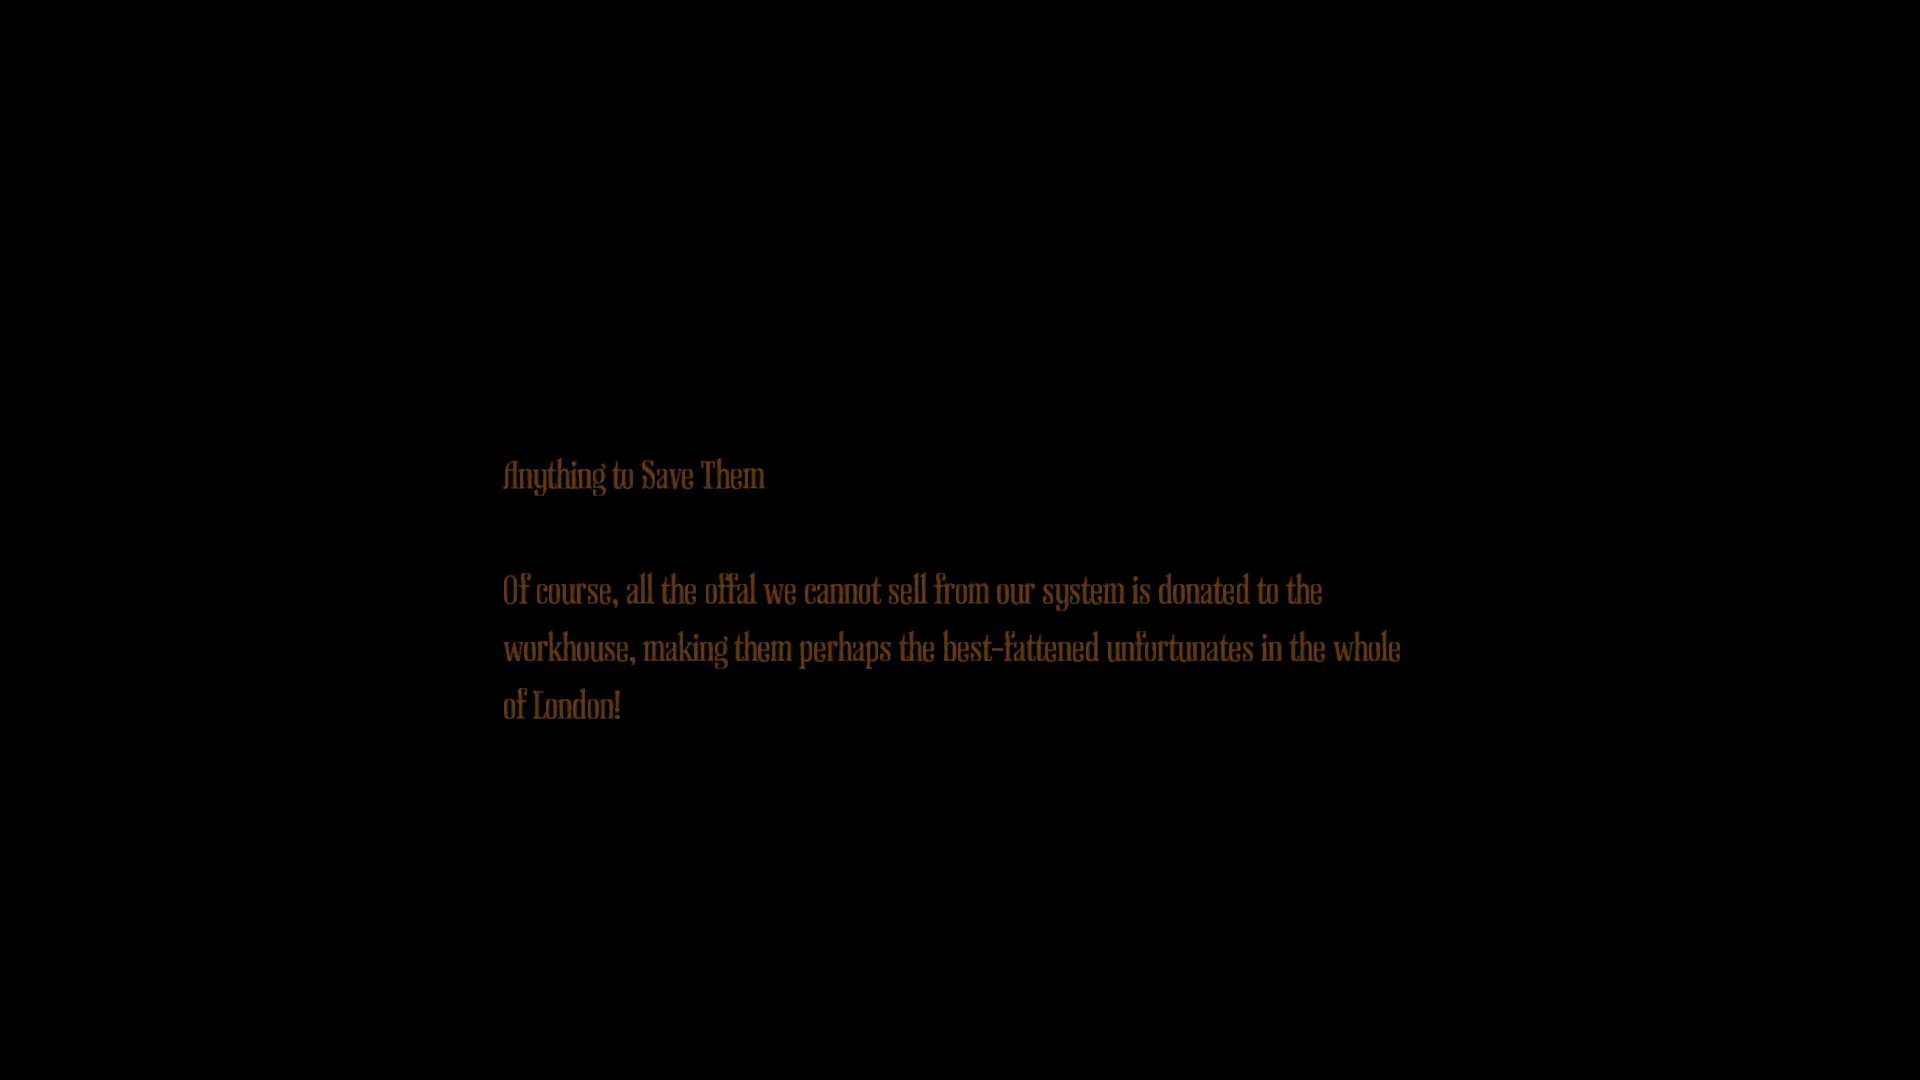 Anything to Save Them
Of course, all the offal we cannot sell from our system is donated to the
workhouse, making them perhaps the best-fattened unfortunates in the whole
of London!